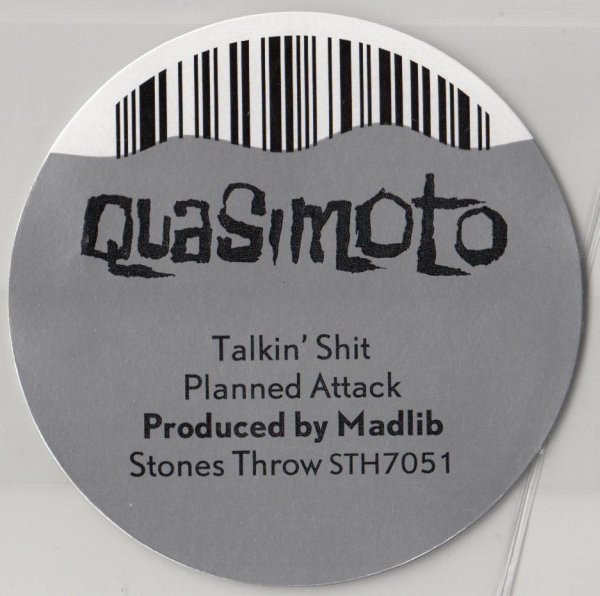 Quasimoto
Talkin' Shit
Planned Attack
Produced by Madlib
Stones Throw STH7051